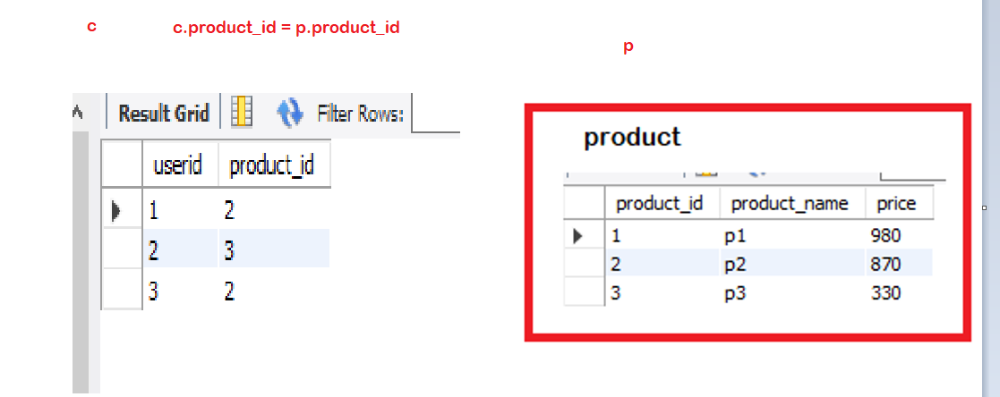 c c.product_id = p.product_id
p
Result Grid Filter Rows:
userid product_id
1 2
2 3
3 2
product
product_id product_name price
1 p1 980
2 p2 870
3 p3 330